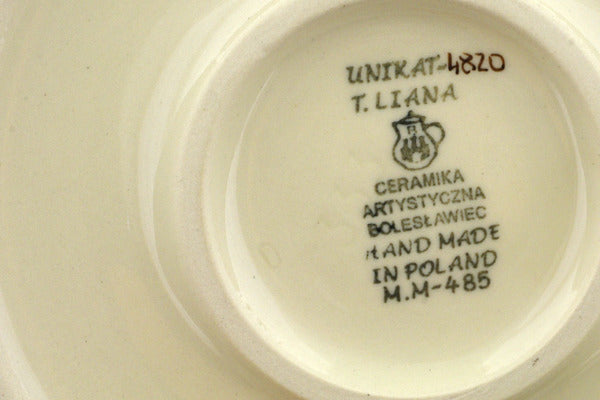 UNIKAT-4820
T. LIANA
CERAMIKA
ARTYSTYCZNA
BOLESŁAWIEC
HAND MADE
IN POLAND
M.M-485